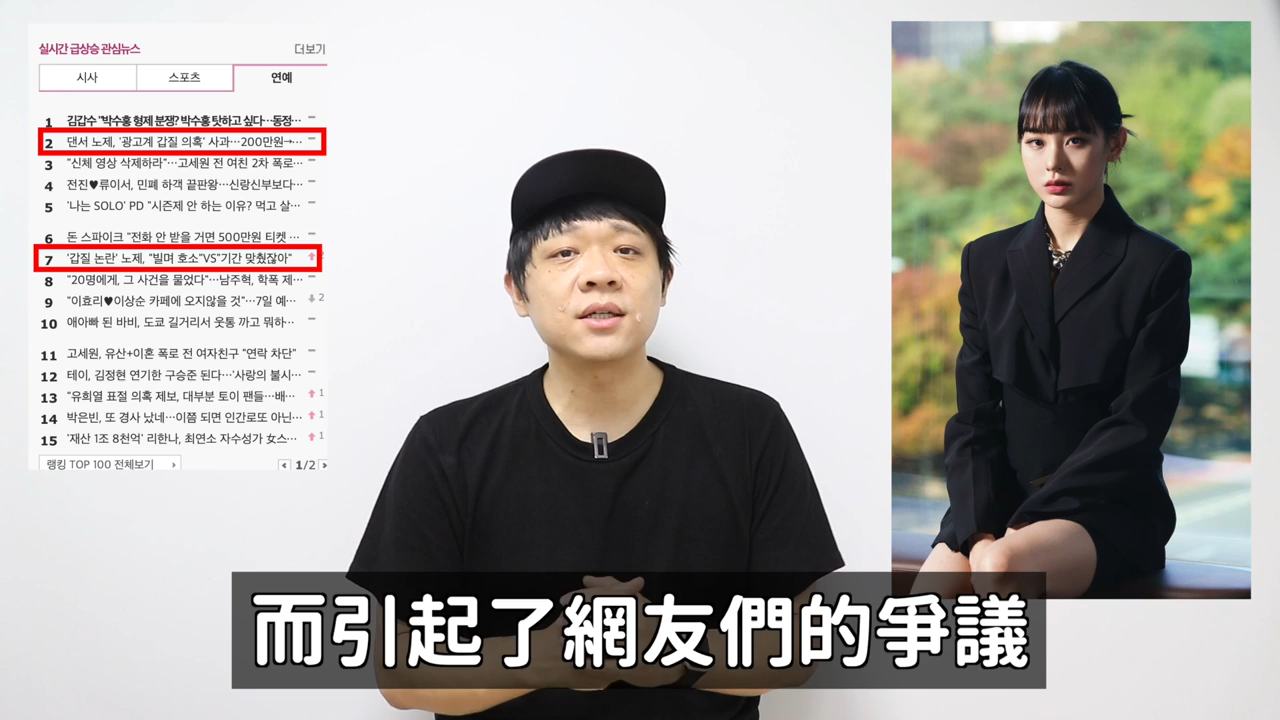 실시간 급상승 관심뉴스
더보기
시사 스포츠 연예
1 김갑수 "박수홍 형제 분쟁? 박수홍 탓하고 싶다…동정…
2 댄서 노제, '광고계 갑질 의혹' 사과…200만원→…
3 "신체 영상 삭제하라"…고세원 전 여친 2차 폭로…
4 전진♥류이서, 민폐 하객 끝판왕…신랑신부보다…
5 '나는 SOLO' PD "시즌제 안 하는 이유? 먹고 살…
6 돈 스파이크 "전화 안 받을 거면 500만원 티켓 …
7 '갑질 논란' 노제, "빌며 호소"VS"기간 맞췄잖아"
8 "20명에게, 그 사건을 물었다"…남주혁, 학폭 제…
9 "이효리♥이상순 카페에 오지않을 것"…7일 예… 2
10 애아빠 된 바비, 도쿄 길거리서 웃통 까고 뭐하…
11 고세원, 유산+이혼 폭로 전 여자친구 "연락 차단"
12 테이, 김정현 연기한 구승준 된다…'사랑의 불시…
13 "유희열 표절 의혹 제보, 대부분 토이 팬들…배… 1
14 박은빈, 또 경사 났네…이쯤 되면 인간로또 아닌… 1
15 '재산 1조 8천억' 리한나, 최연소 자수성가 女스… 1
랭킹 TOP 100 전체보기 1/2
而引起了網友們的爭議